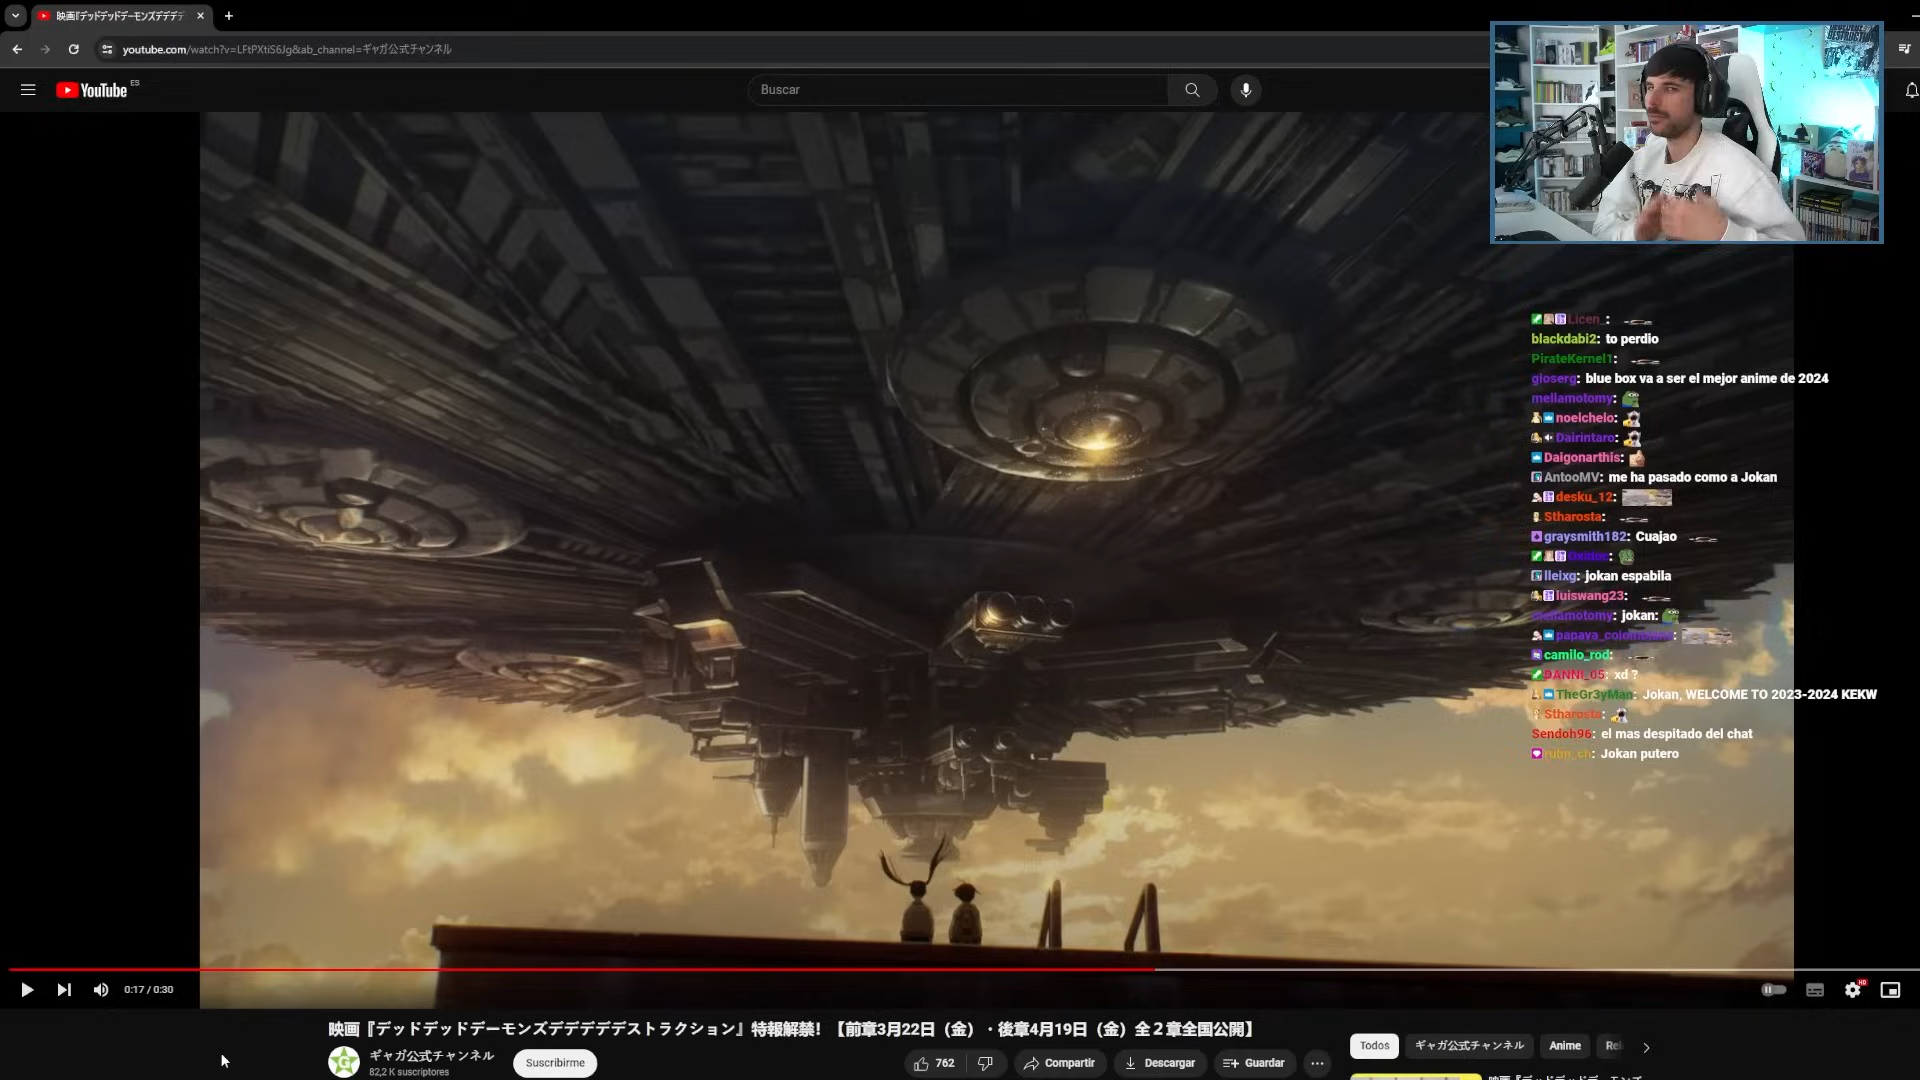 映画『デッドデッドデーモンズデデデデ
youtube.com/watch?v=LFtPXtiS6Jg&ab_channel=ギャガ公式チャンネル
YouTube ES
Buscar
Licen_:
blackdabi2: to perdio
PirateKernel1:
gioserg: blue box va a ser el mejor anime de 2024
mellamotomy:
noelchelo:
Dairintaro:
Daigonarthis:
AntooMV: me ha pasado como a Jokan
desku_12:
Stharosta:
graysmith182: Cuajao
lleixg: jokan espabila
luiswang23:
mellamotomy: jokan:
camilo_rod:
DANNI_05: xd ?
TheGr3yMan: Jokan, WELCOME TO 2023-2024 KEKW
Stharosta:
Sendoh96: el mas despitado del chat
Jokan putero
0:17 / 0:30
HD
映画『デッドデッドデーモンズデデデデデストラクション』特報解禁!【前章3月22日(金)・後章4月19日(金)全2章全国公開】
ギャガ公式チャンネル
82,2 K suscriptores
Suscribirme
762
Compartir
Descargar
Guardar
Todos
ギャガ公式チャンネル
Anime